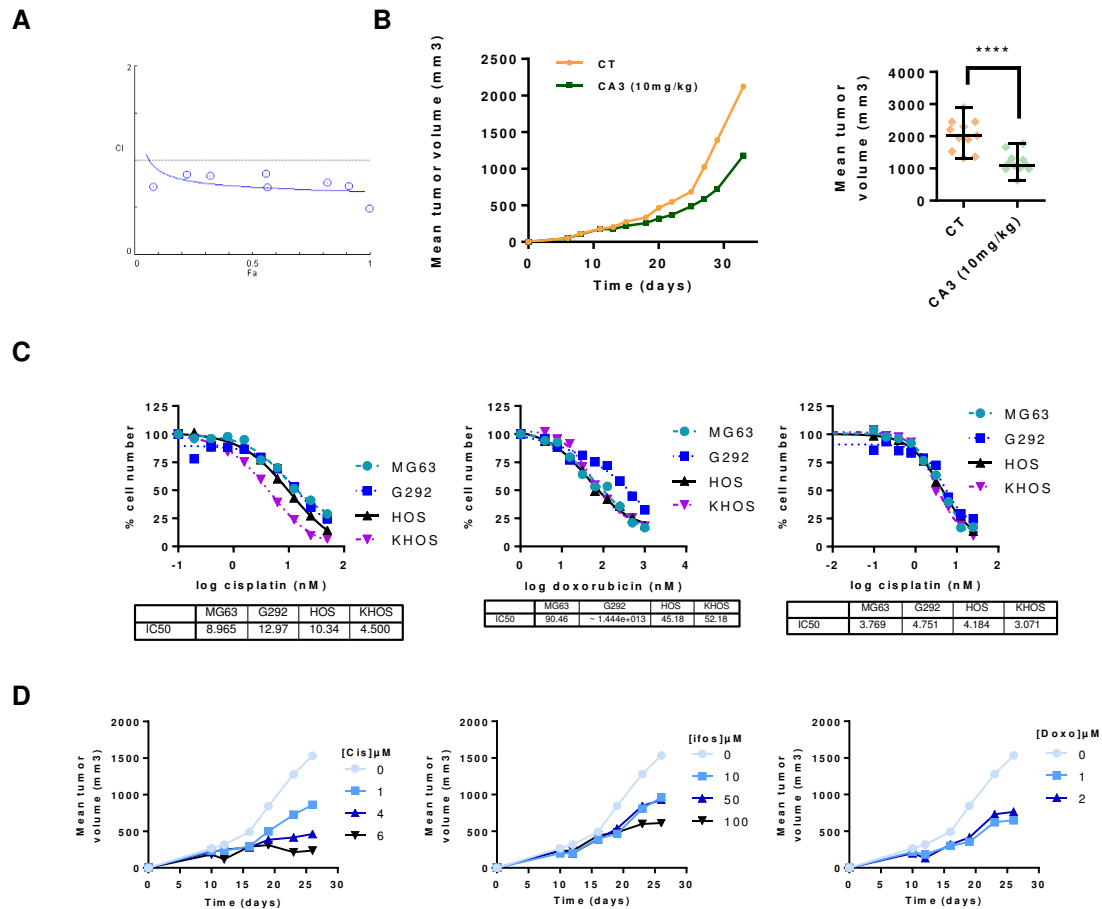 A
B
2
CI
0
0
0.5
1
Fa
Mean tumor volume (mm3)
2500
2000
1500
1000
500
0
0
10
20
30
Time (days)
CT
CA3 (10mg/kg)
****
Mean tumor
volume (mm3)
4000
3000
2000
1000
0
CT
CA3 (10mg/kg)
C
% cell number
125
100
75
50
25
0
-1
0
1
2
log cisplatin (nM)
MG63
G292
HOS
KHOS
MG63 G292 HOS KHOS
IC50 8.965 12.97 10.34 4.500
% cell number
125
100
75
50
25
0
0
1
2
3
4
log doxorubicin (nM)
MG63
G292
HOS
KHOS
MG63 G292 HOS KHOS
IC50 90.46 ~ 1.444e+013 45.18 52.18
% cell number
125
100
75
50
25
0
-2
-1
0
1
2
log cisplatin (nM)
MG63
G292
HOS
KHOS
MG63 G292 HOS KHOS
IC50 3.769 4.751 4.184 3.071
D
Mean tumor
volume (mm3)
2000
1500
1000
500
0
0 5 10 15 20 25 30
Time (days)
[Cis]µM
0
1
4
6
Mean tumor
volume (mm3)
2000
1500
1000
500
0
0 5 10 15 20 25 30
Time (days)
[ifos]µM
0
10
50
100
Mean tumor
volume (mm3)
2000
1500
1000
500
0
0 5 10 15 20 25 30
Time (days)
[Doxo]µM
0
1
2